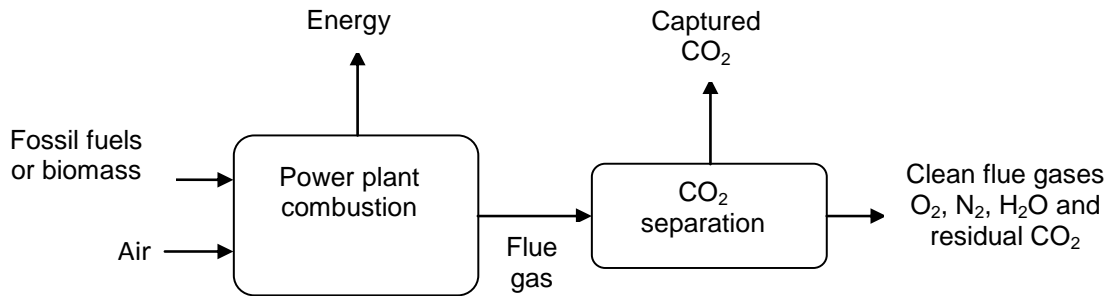 Energy
Captured
CO₂
Fossil fuels
or biomass
Power plant
combustion
Air
Flue
gas
CO₂
separation
Clean flue gases
O₂, N₂, H₂O and
residual CO₂